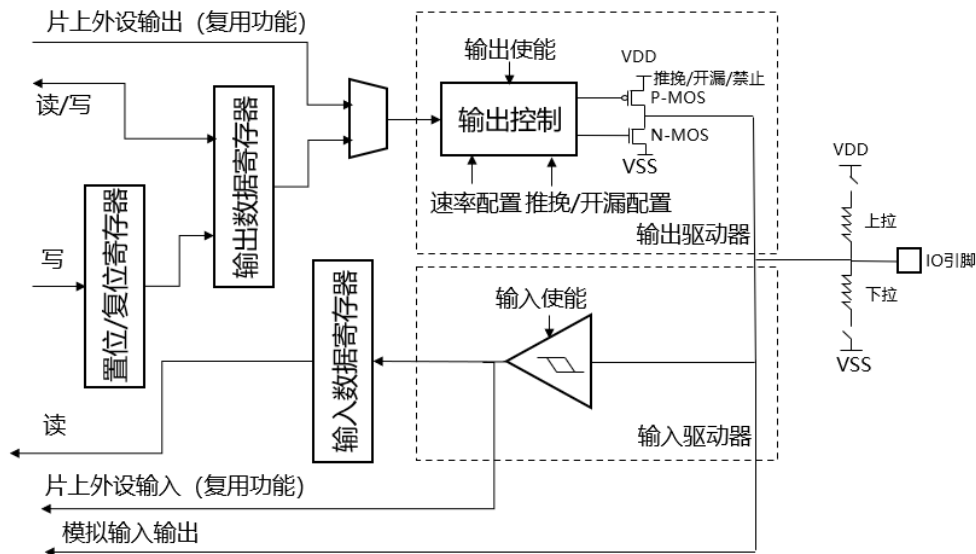 片上外设输出（复用功能）
输出使能
VDD
推挽/开漏/禁止
P-MOS
读/写
输出数据寄存器
输出控制
N-MOS
VSS
VDD
速率配置
推挽/开漏配置
上拉
输出驱动器
写
置位/复位寄存器
IO引脚
输入数据寄存器
输入使能
下拉
VSS
读
输入驱动器
片上外设输入（复用功能）
模拟输入输出